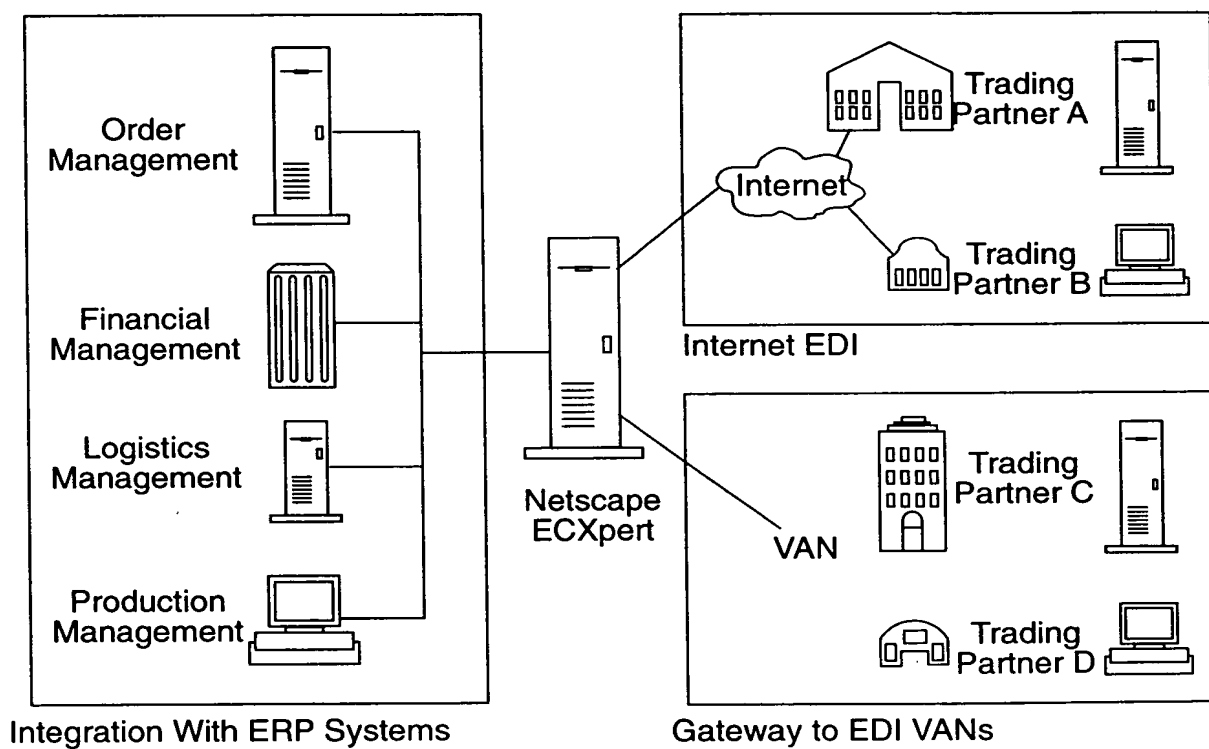 Order
Management
Financial
Management
Logistics
Management
Production
Management
Integration With ERP Systems
Netscape
ECXpert
Internet
Trading
Partner A
Trading
Partner B
Internet EDI
VAN
Trading
Partner C
Trading
Partner D
Gateway to EDI VANs